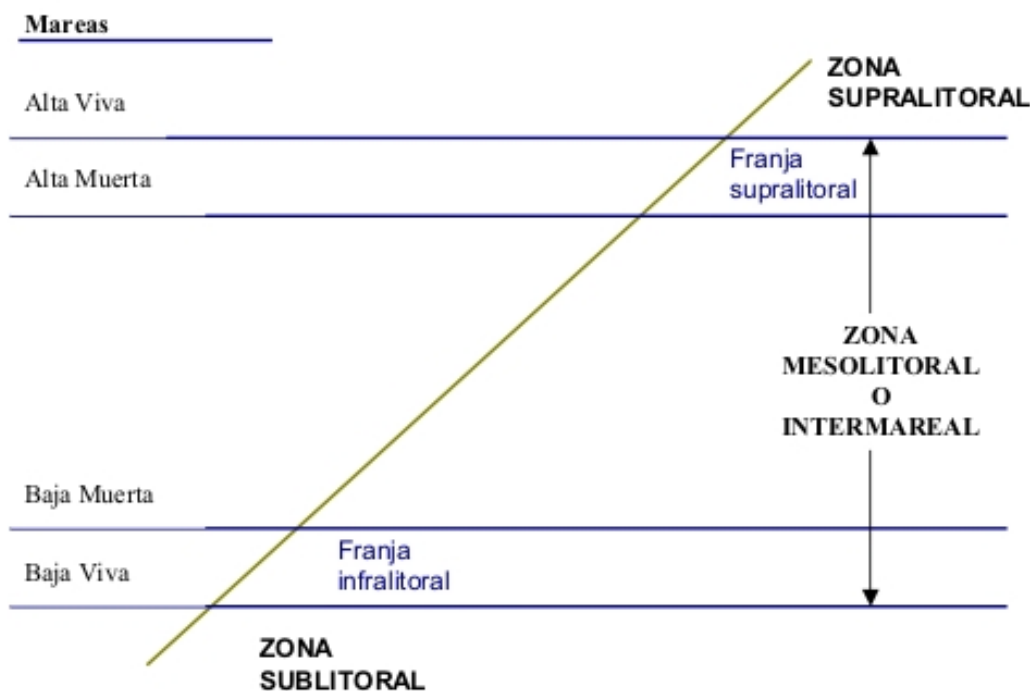 Mareas
ZONA
SUPRALITORAL
Alta Viva
Franja
supralitoral
Alta Muerta
ZONA
MESOLITORAL
O
INTERMAREAL
Baja Muerta
Franja
infralitoral
Baja Viva
ZONA
SUBLITORAL